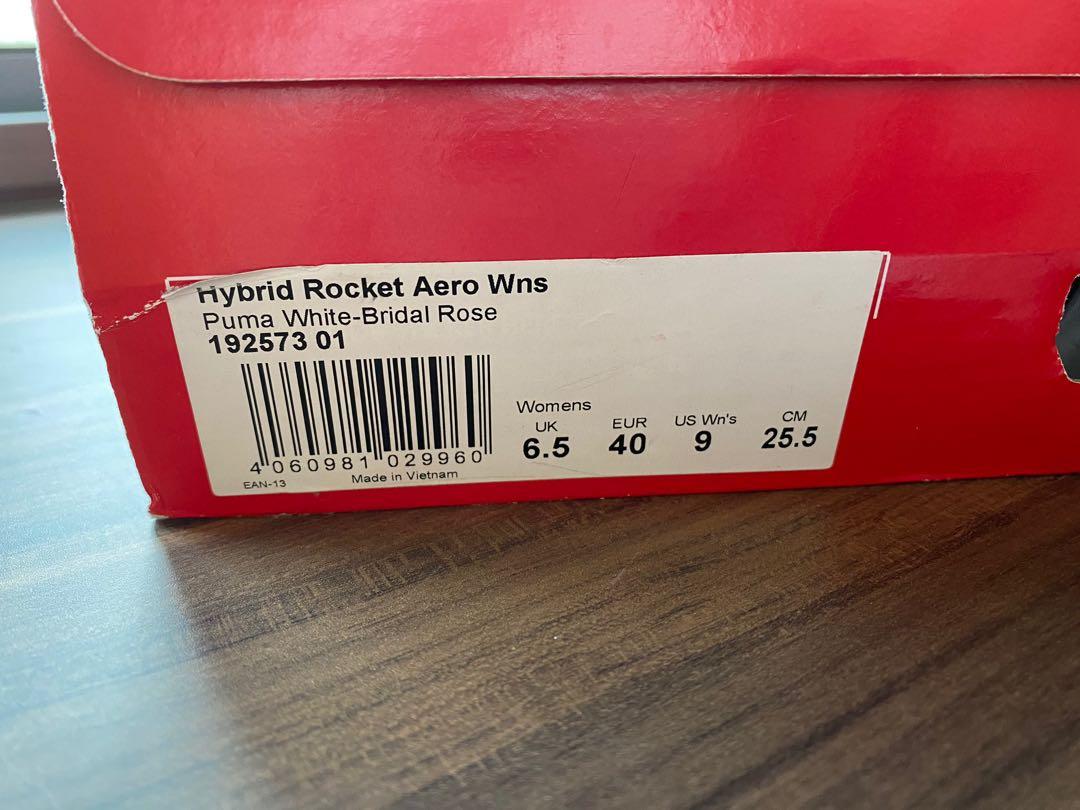 Hybrid Rocket Aero Wns
Puma White-Bridal Rose
192573 01
4 060981 029960
EAN-13
Made in Vietnam
Womens
UK EUR US Wn's CM
6.5 40 9 25.5